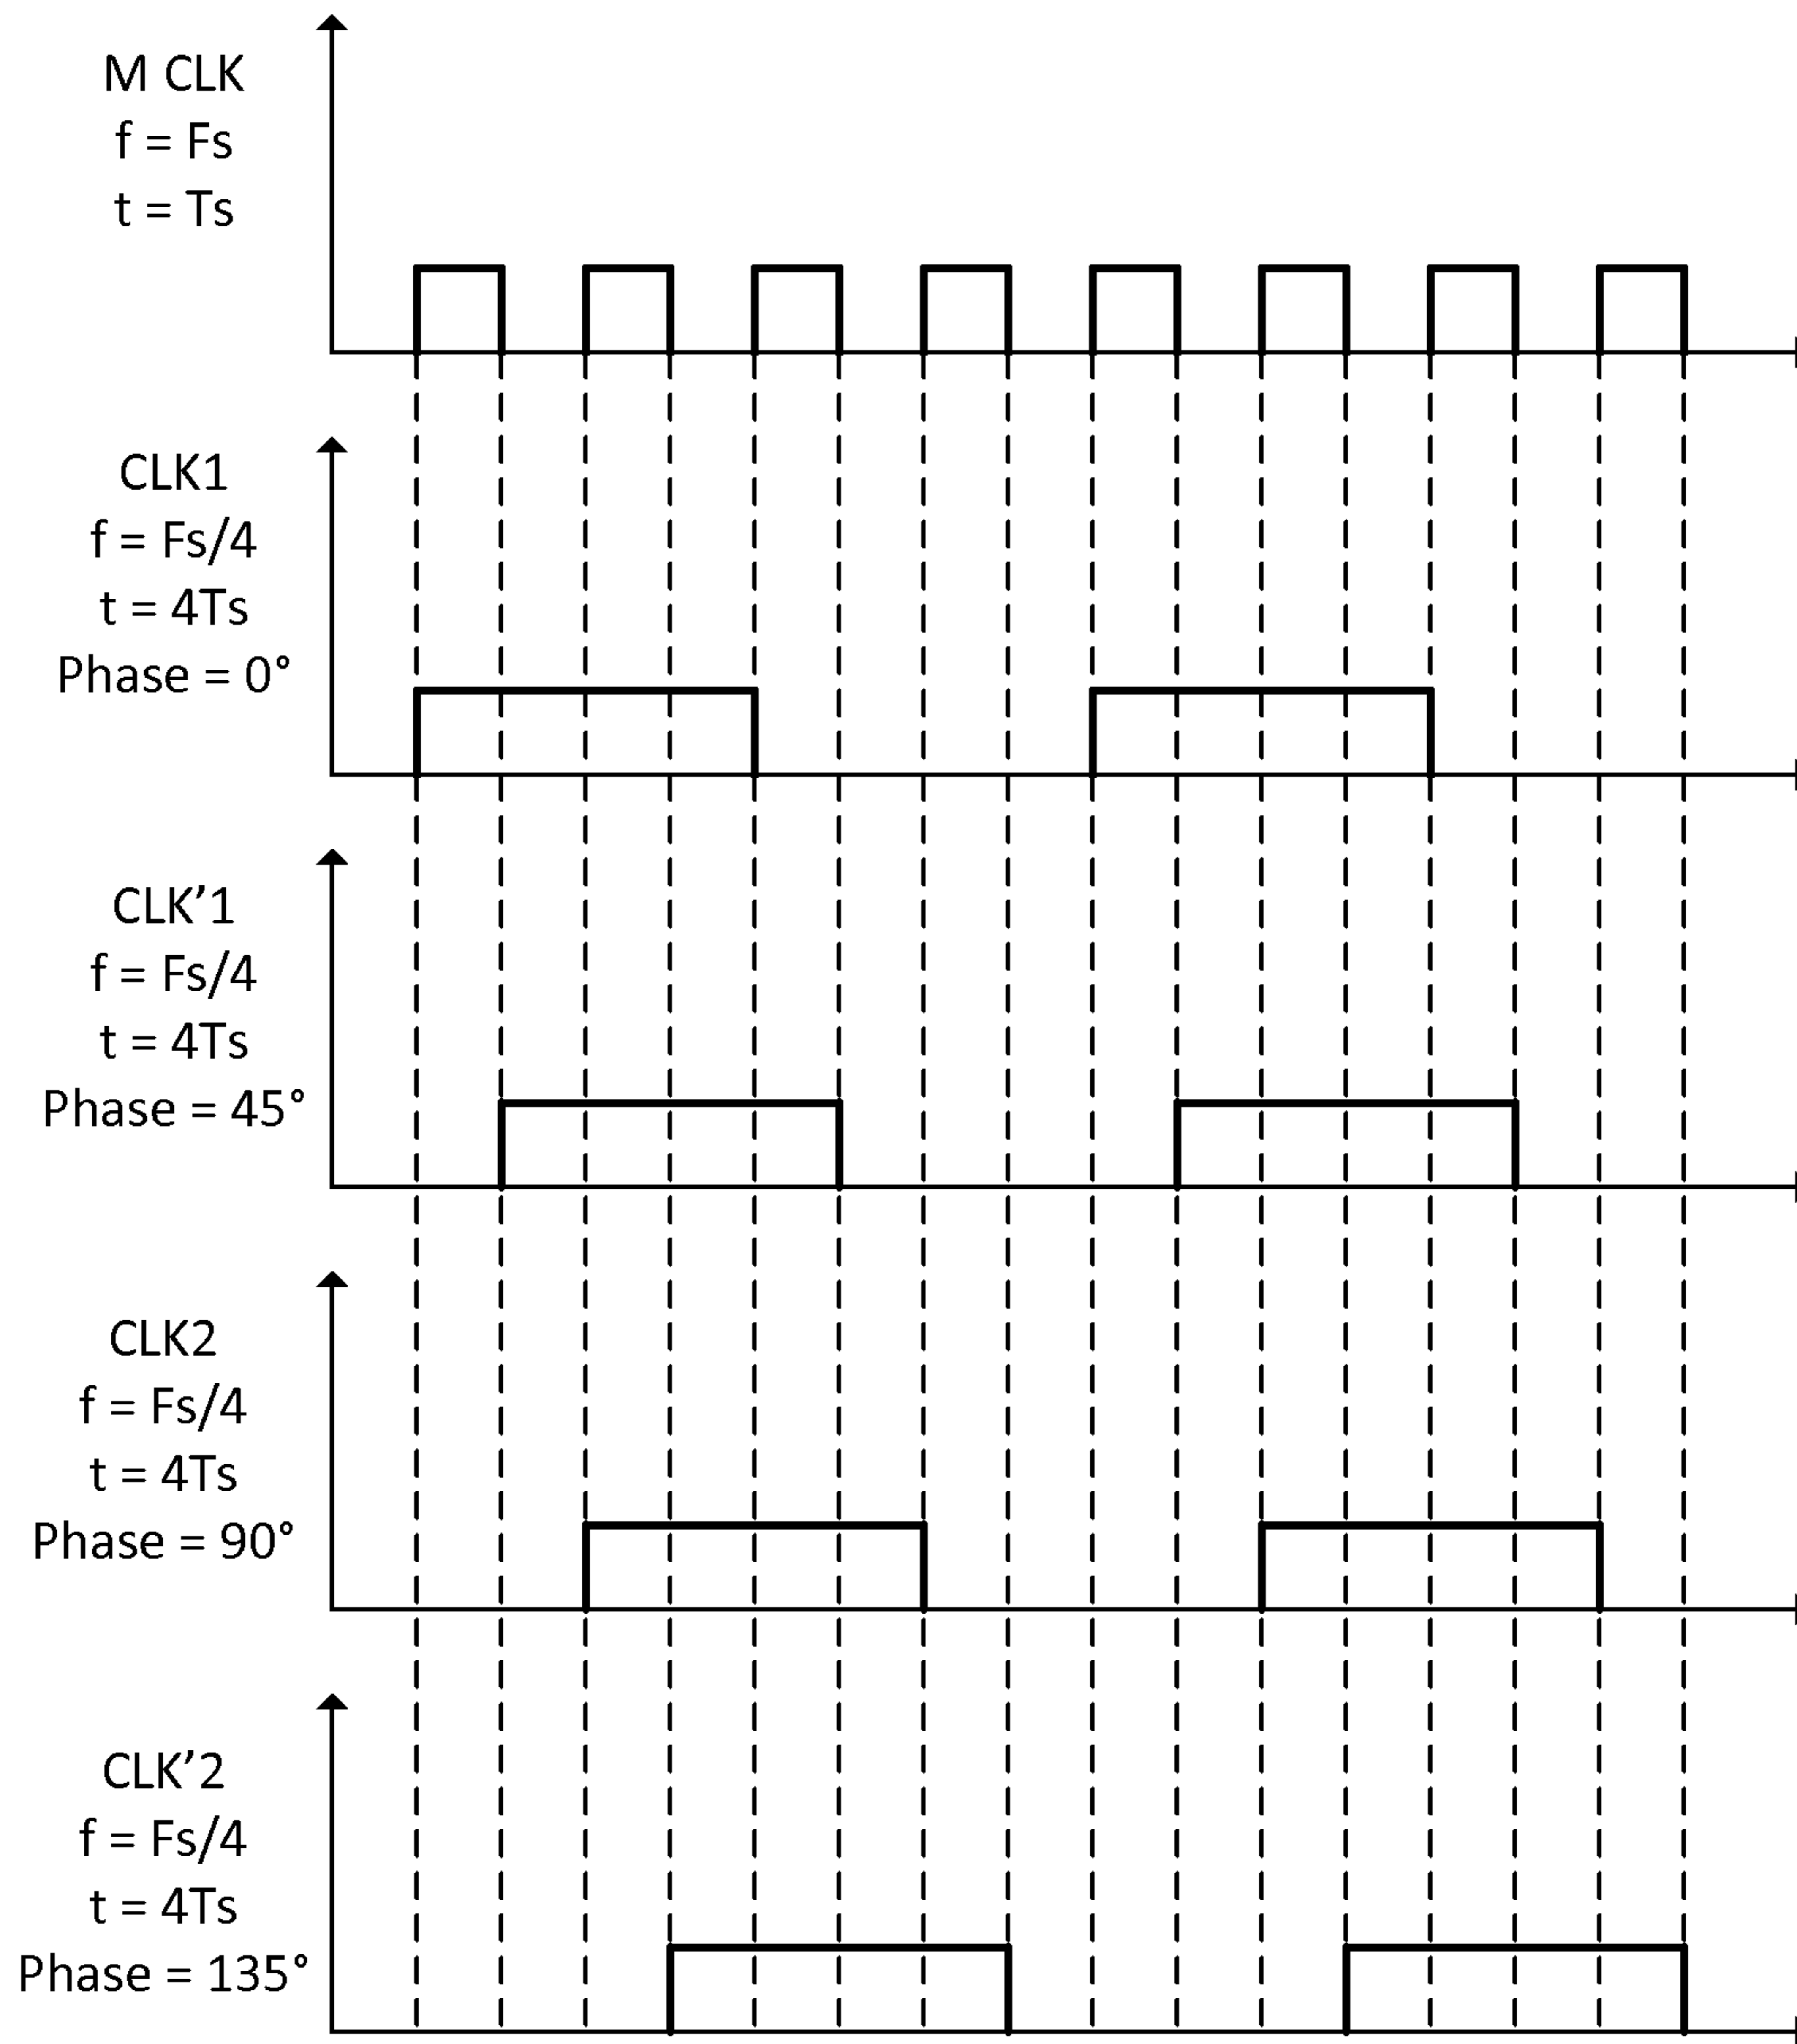 M CLK
f = Fs
t = Ts
CLK1
f = Fs/4
t = 4Ts
Phase = 0°
CLK’1
f = Fs/4
t = 4Ts
Phase = 45°
CLK2
f = Fs/4
t = 4Ts
Phase = 90°
CLK’2
f = Fs/4
t = 4Ts
Phase = 135°